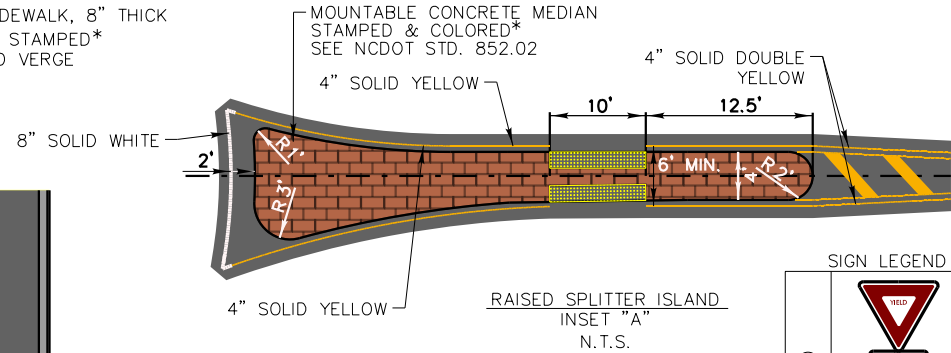 DEWALK, 8" THICK
STAMPED*
D VERGE
MOUNTABLE CONCRETE MEDIAN
STAMPED & COLORED*
SEE NCDOT STD. 852.02
4" SOLID YELLOW
4" SOLID DOUBLE
YELLOW
10'
12.5'
8" SOLID WHITE
2'
R1'
R3'
6' MIN.
4'
R2'
4" SOLID YELLOW
RAISED SPLITTER ISLAND
INSET "A"
N.T.S.
SIGN LEGEND
YIELD